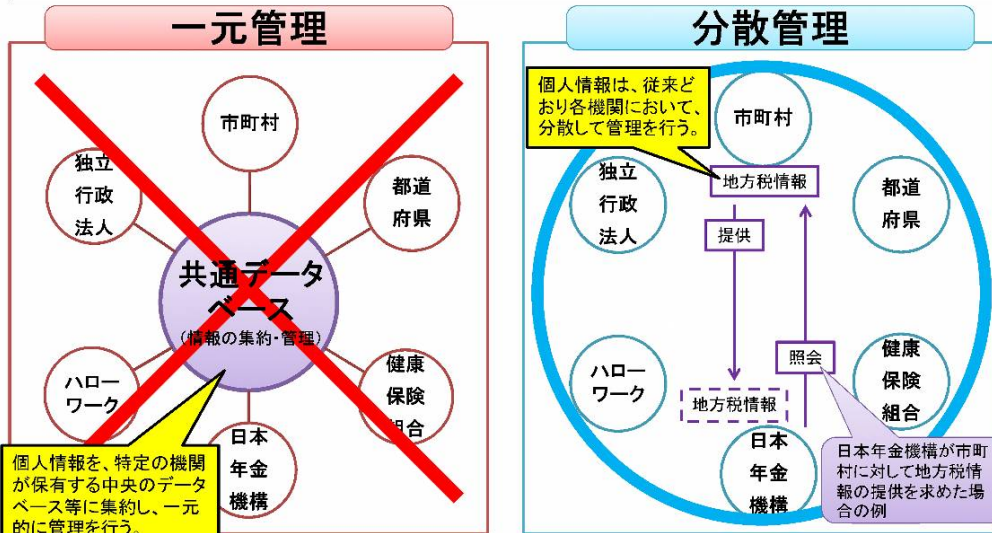 一元管理
市町村
独立
行政
法人
都道
府県
共通データ
ベース
(情報の集約・管理)
ハロー
ワーク
健康
保険
組合
日本
年金
機構
個人情報を、特定の機関
が保有する中央のデータ
ベース等に集約し、一元
的に管理を行う。
分散管理
個人情報は、従来ど
おり各機関において、
分散して管理を行う。
市町村
地方税情報
独立
行政
法人
都道
府県
提供
照会
ハロー
ワーク
地方税情報
健康
保険
組合
日本
年金
機構
日本年金機構が市町
村に対して地方税情
報の提供を求めた場
合の例